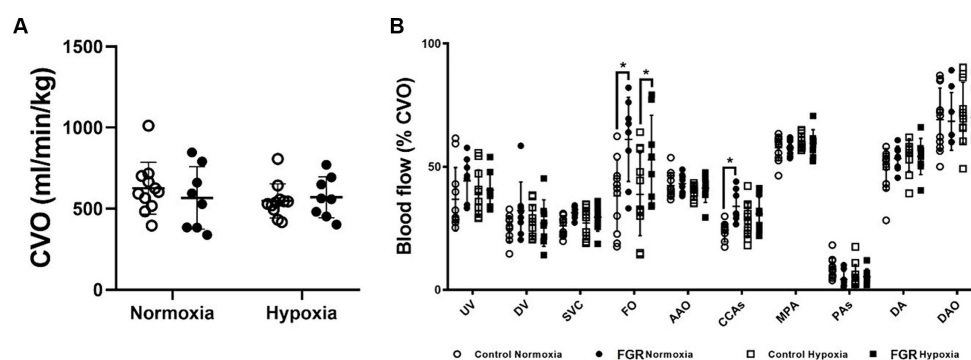 A
CVO (ml/min/kg)
1500
1000
500
0
Normoxia Hypoxia
B
Blood flow (% CVO)
100
50
0
* * *
UV DV SVC FO AAO CCAs MPA PAs DA DAO
Control Normoxia FGR Normoxia Control Hypoxia FGR Hypoxia